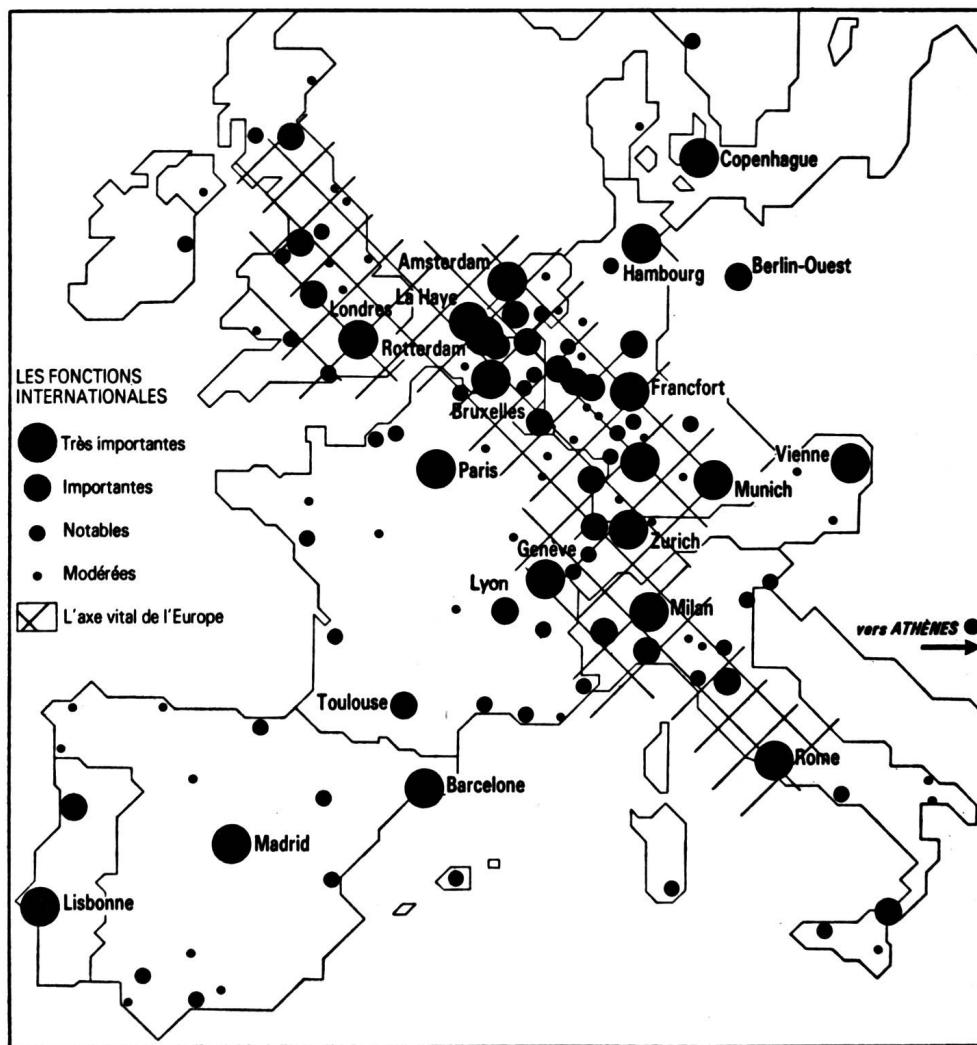 Copenhague
Hambourg
Berlin-Ouest
Amsterdam
La Haye
Londres
Rotterdam
LES FONCTIONS
INTERNATIONALES
Très importantes
Importantes
Notables
Modérées
L'axe vital de l'Europe
Bruxelles
Francfort
Paris
Vienne
Munich
Zurich
Genève
Lyon
Milan
vers ATHÈNES
Toulouse
Rome
Barcelone
Madrid
Lisbonne